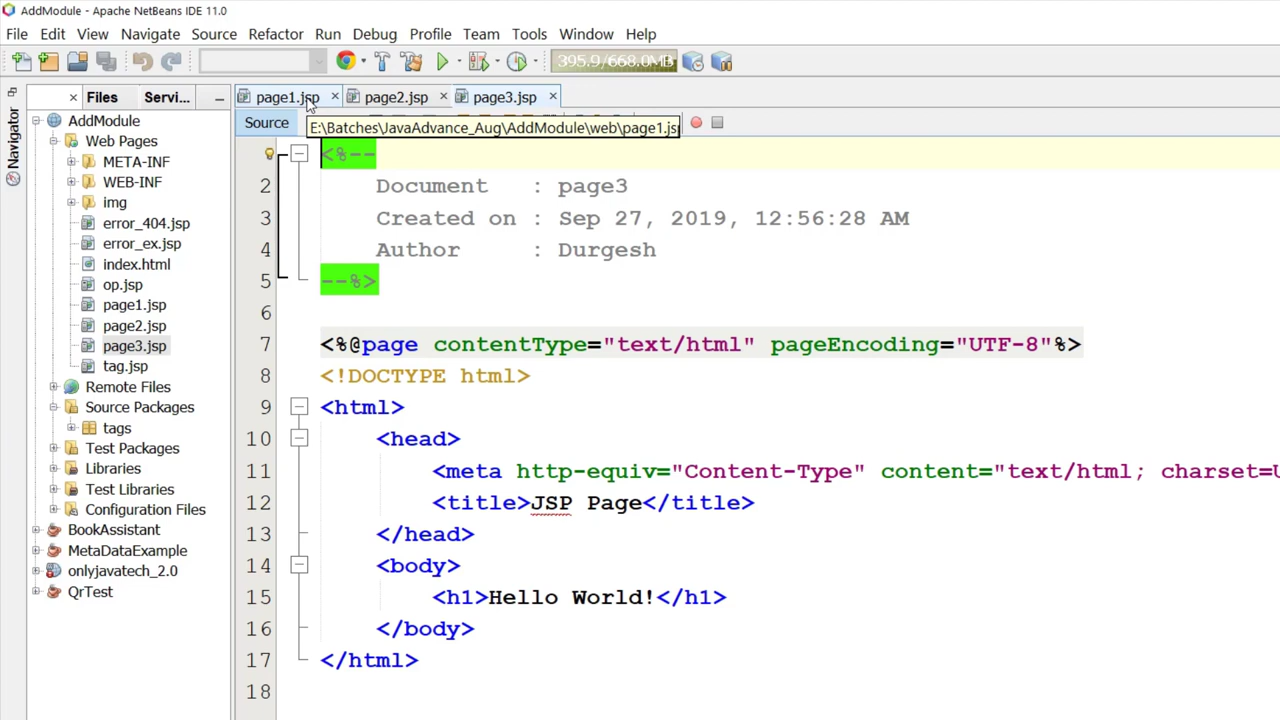 AddModule - Apache NetBeans IDE 11.0
File Edit View Navigate Source Refactor Run Debug Profile Team Tools Window Help
395.9/668.0MB
Files Servi... page1.jsp page2.jsp page3.jsp
Source
E:\Batches\JavaAdvance_Aug\AddModule\web\page1.js
Navigator
AddModule
Web Pages
META-INF
WEB-INF
img
error_404.jsp
error_ex.jsp
index.html
op.jsp
page1.jsp
page2.jsp
page3.jsp
tag.jsp
Remote Files
Source Packages
tags
Test Packages
Libraries
Test Libraries
Configuration Files
BookAssistant
MetaDataExample
onlyjavatech_2.0
QrTest
<%--
2 Document : page3
3 Created on : Sep 27, 2019, 12:56:28 AM
4 Author : Durgesh
5 --%>
6
7 <%@page contentType="text/html" pageEncoding="UTF-8"%>
8 <!DOCTYPE html>
9 <html>
10 <head>
11 <meta http-equiv="Content-Type" content="text/html; charset=U
12 <title>JSP Page</title>
13 </head>
14 <body>
15 <h1>Hello World!</h1>
16 </body>
17 </html>
18